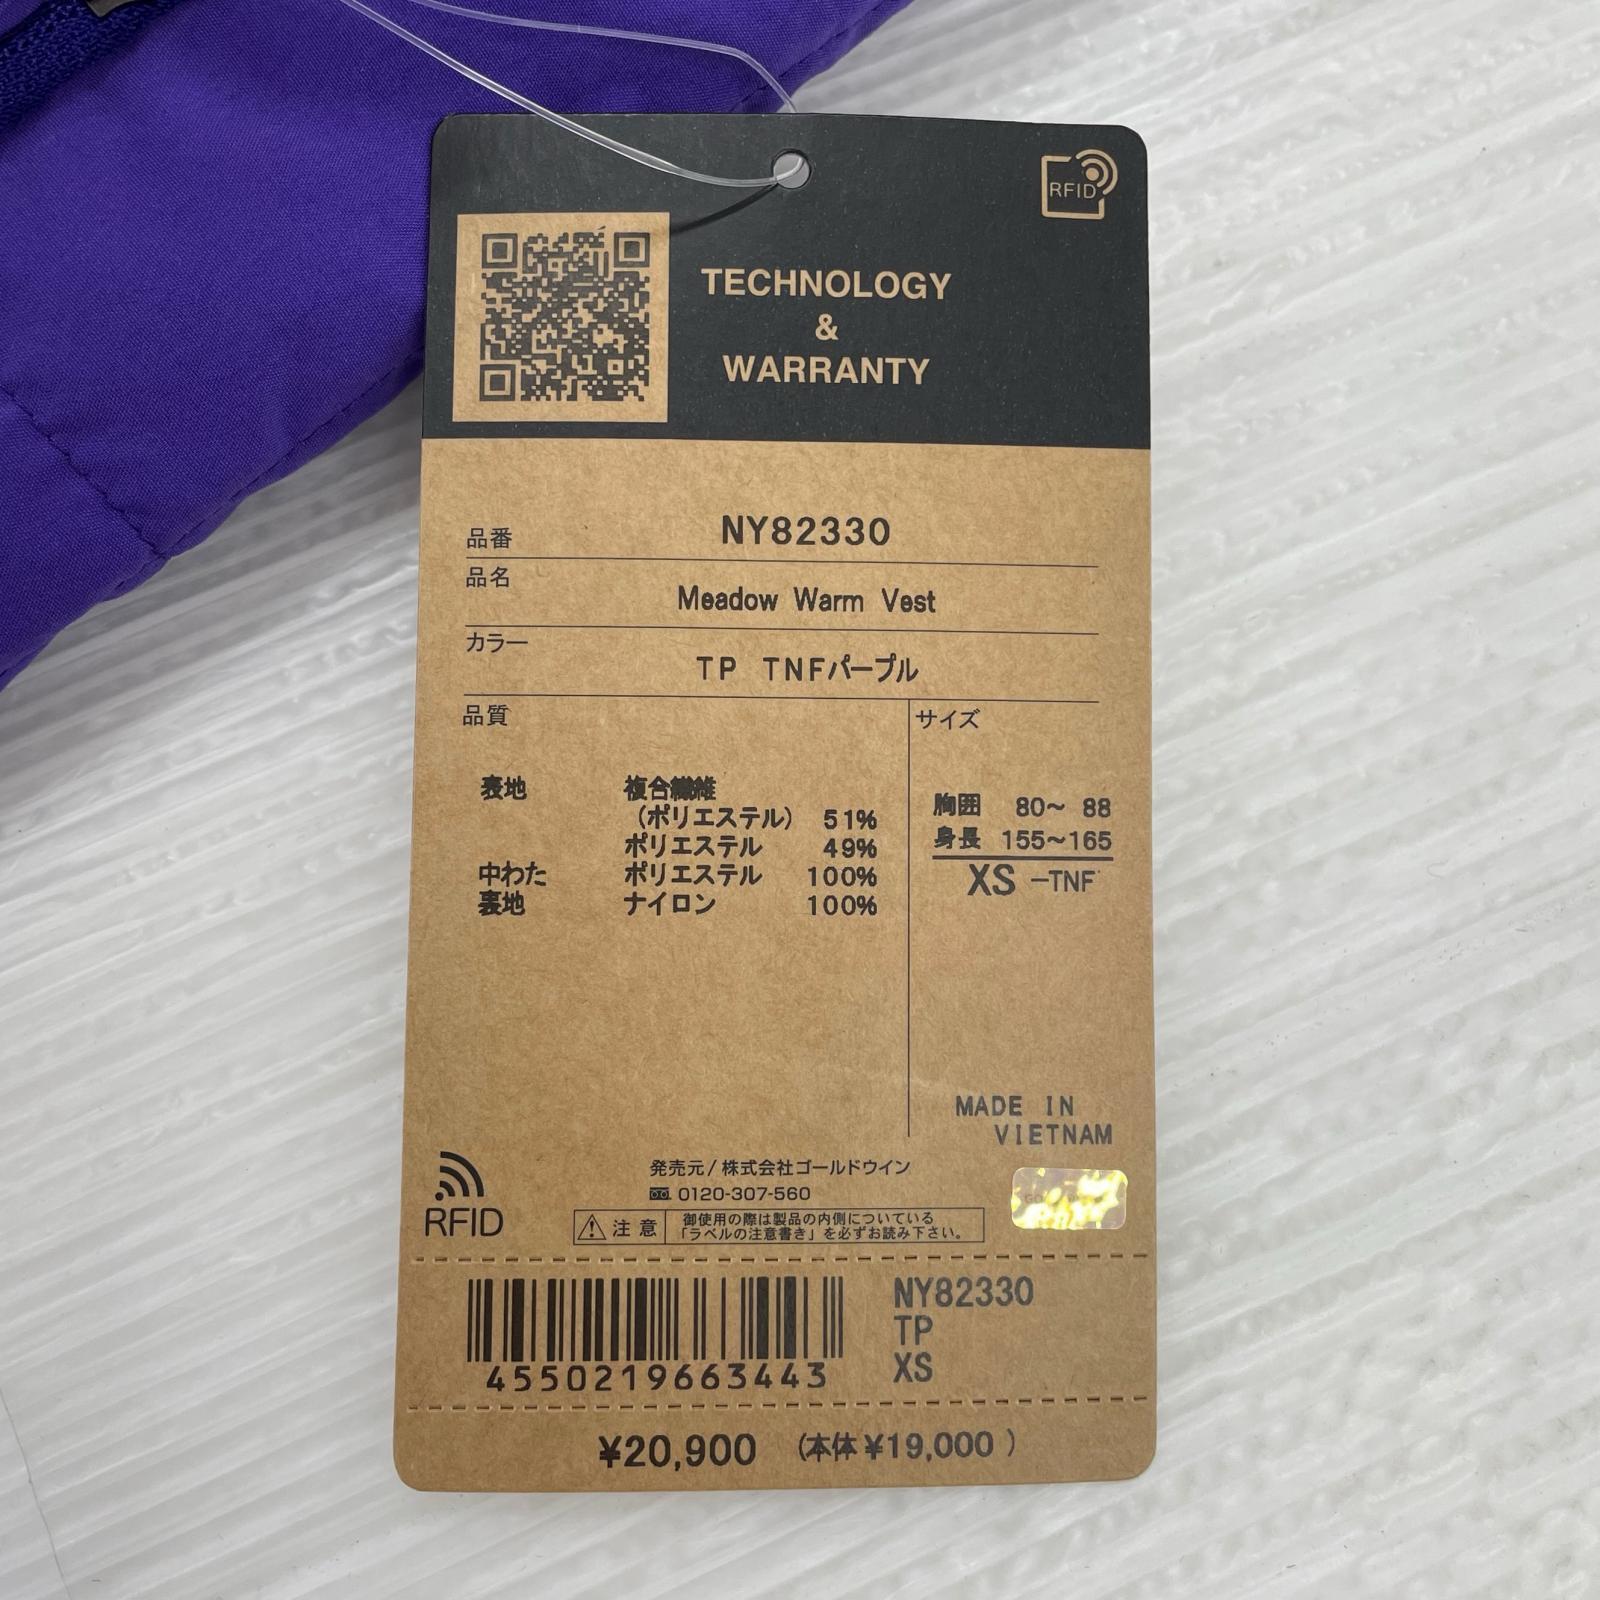 RFID
TECHNOLOGY
&
WARRANTY
品番 NY82330
品名 Meadow Warm Vest
カラー TP TNFパープル
品質
表地 複合繊維
(ポリエステル) 51%
ポリエステル 49%
中わた ポリエステル 100%
裏地 ナイロン 100%
サイズ
胸囲 80~ 88
身長 155~165
XS -TNF
MADE IN
VIETNAM
RFID
発売元/株式会社ゴールドウイン
0120-307-560
注意 御使用の際は製品の内側についている
「ラベルの注意書き」を必ずお読み下さい。
4550219663443
NY82330
TP
XS
¥20,900 (本体¥19,000 )